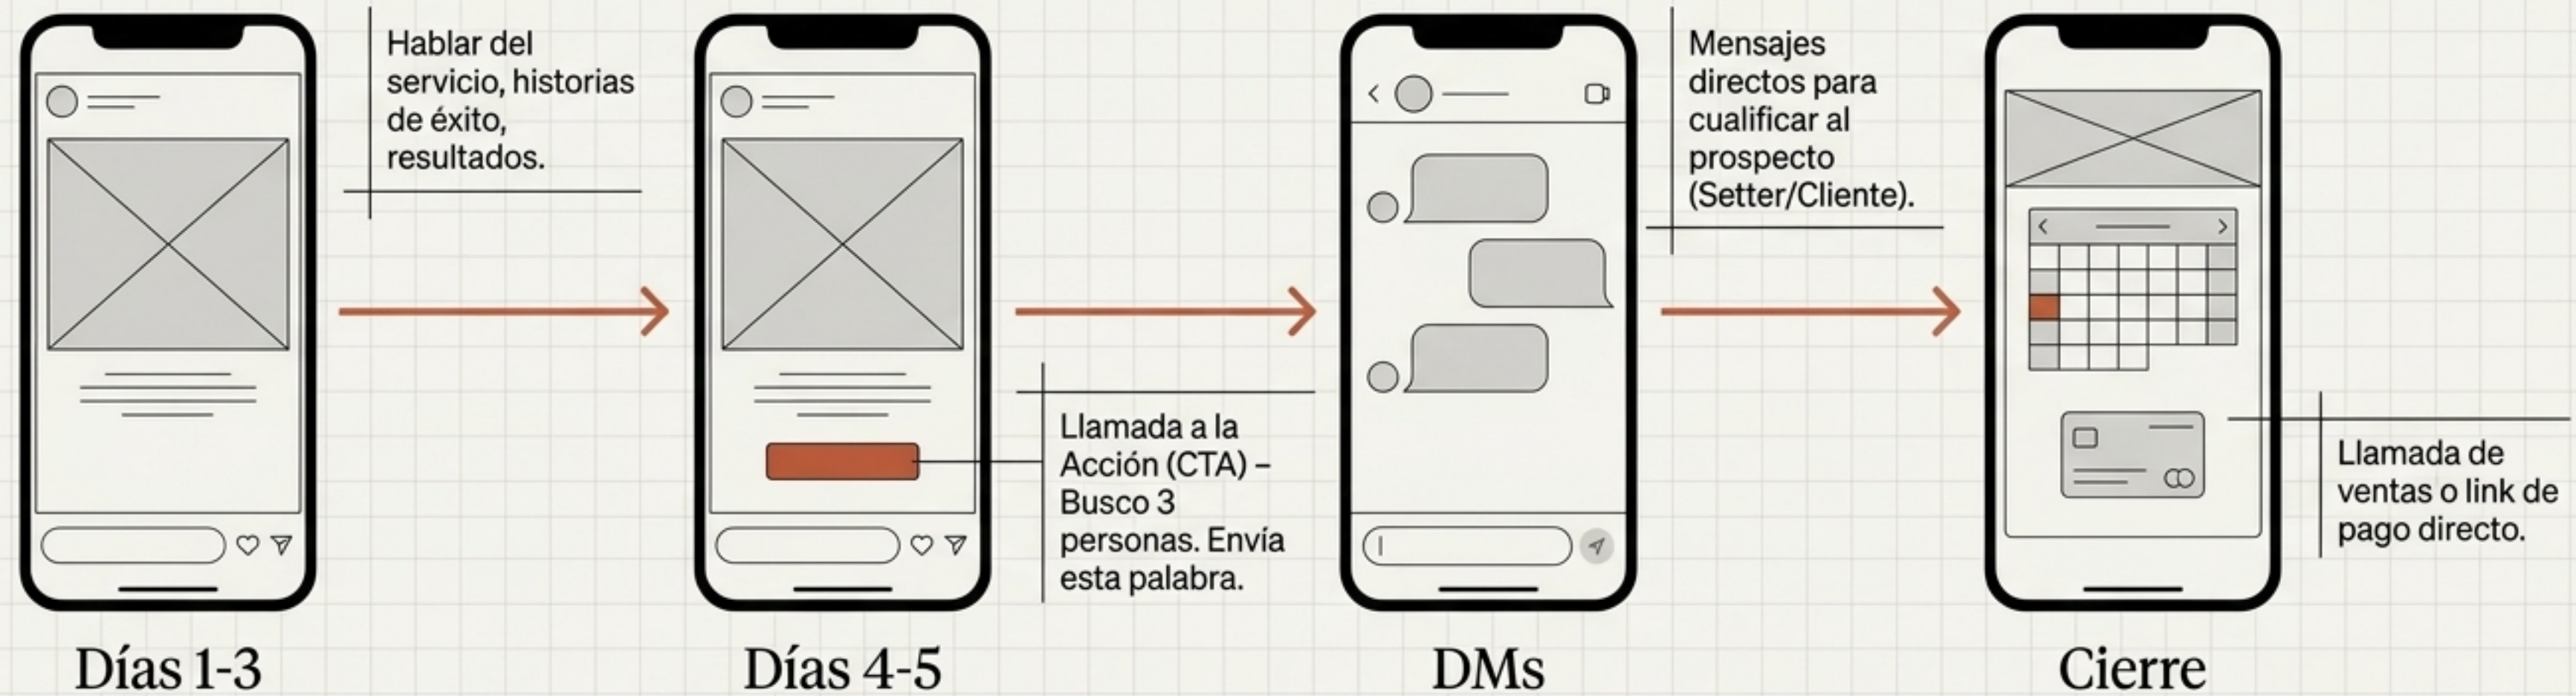 Hablar del
servicio, historias
de éxito,
resultados.
Días 1-3
Llamada a la
Acción (CTA) –
Busco 3
personas. Envía
esta palabra.
Días 4-5
Mensajes
directos para
cualificar al
prospecto
(Setter/Cliente).
DMs
Llamada de
ventas o link de
pago directo.
Cierre